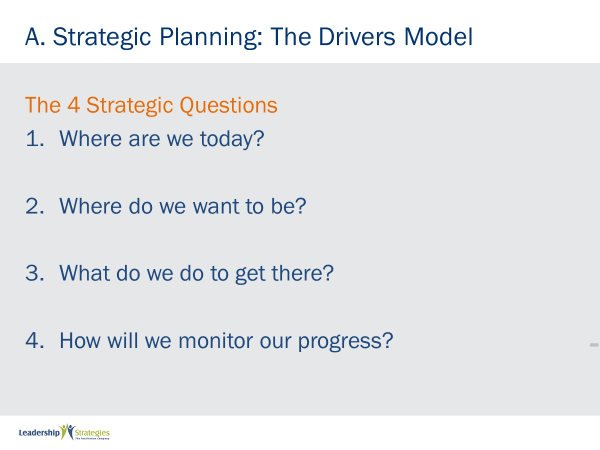 A. Strategic Planning: The Drivers Model
The 4 Strategic Questions
1. Where are we today?
2. Where do we want to be?
3. What do we do to get there?
4. How will we monitor our progress?
Leadership Strategies
The Facilitation Company